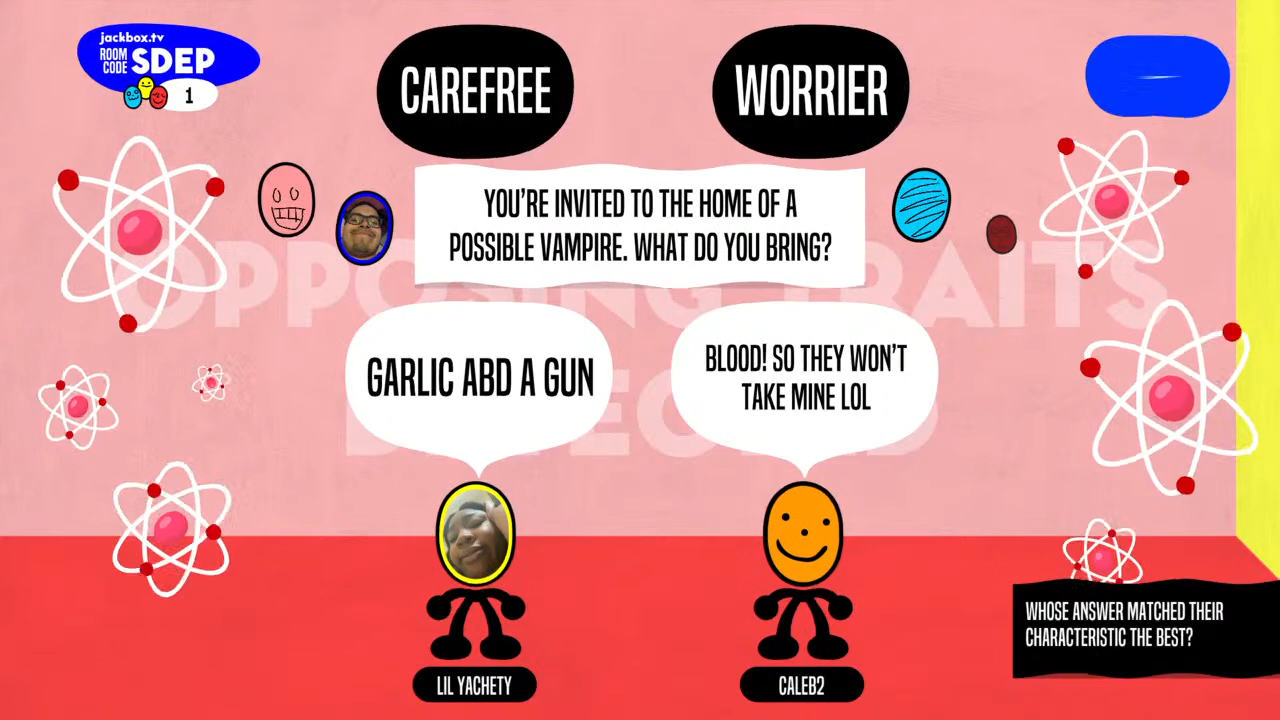 jackbox.tv
ROOM CODE SDEP
1
CAREFREE
WORRIER
YOU'RE INVITED TO THE HOME OF A
POSSIBLE VAMPIRE. WHAT DO YOU BRING?
OPPOSING TRAITS
GARLIC ABD A GUN
BLOOD! SO THEY WON'T
TAKE MINE LOL
WHOSE ANSWER MATCHED THEIR
CHARACTERISTIC THE BEST?
LIL YACHETY
CALEB2